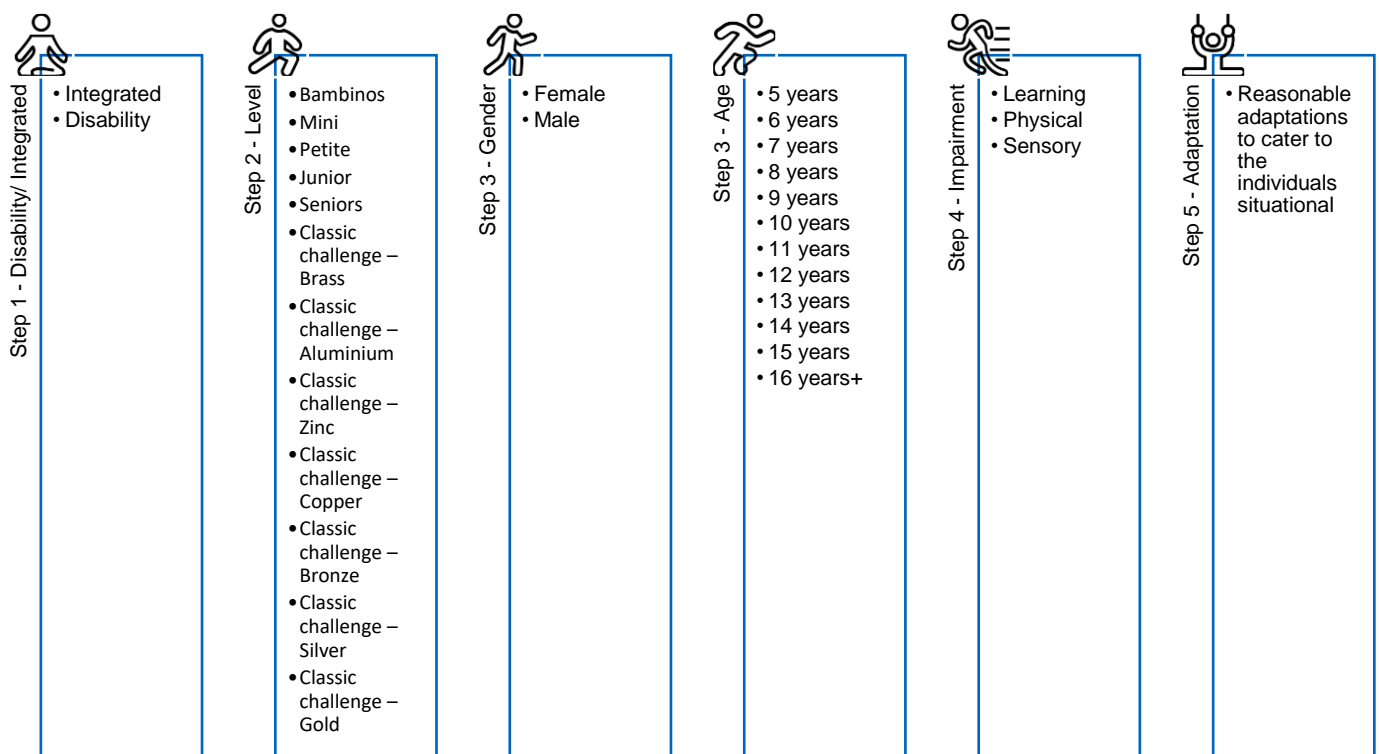 Step 1 - Disability/ Integrated
• Integrated
• Disability
Step 2 - Level
• Bambinos
• Mini
• Petite
• Junior
• Seniors
• Classic
challenge –
Brass
• Classic
challenge –
Aluminium
• Classic
challenge –
Zinc
• Classic
challenge –
Copper
• Classic
challenge –
Bronze
• Classic
challenge –
Silver
• Classic
challenge –
Gold
Step 3 - Gender
• Female
• Male
Step 3 - Age
• 5 years
• 6 years
• 7 years
• 8 years
• 9 years
• 10 years
• 11 years
• 12 years
• 13 years
• 14 years
• 15 years
• 16 years+
Step 4 - Impairment
• Learning
• Physical
• Sensory
Step 5 - Adaptation
• Reasonable
adaptations
to cater to
the
individuals
situational